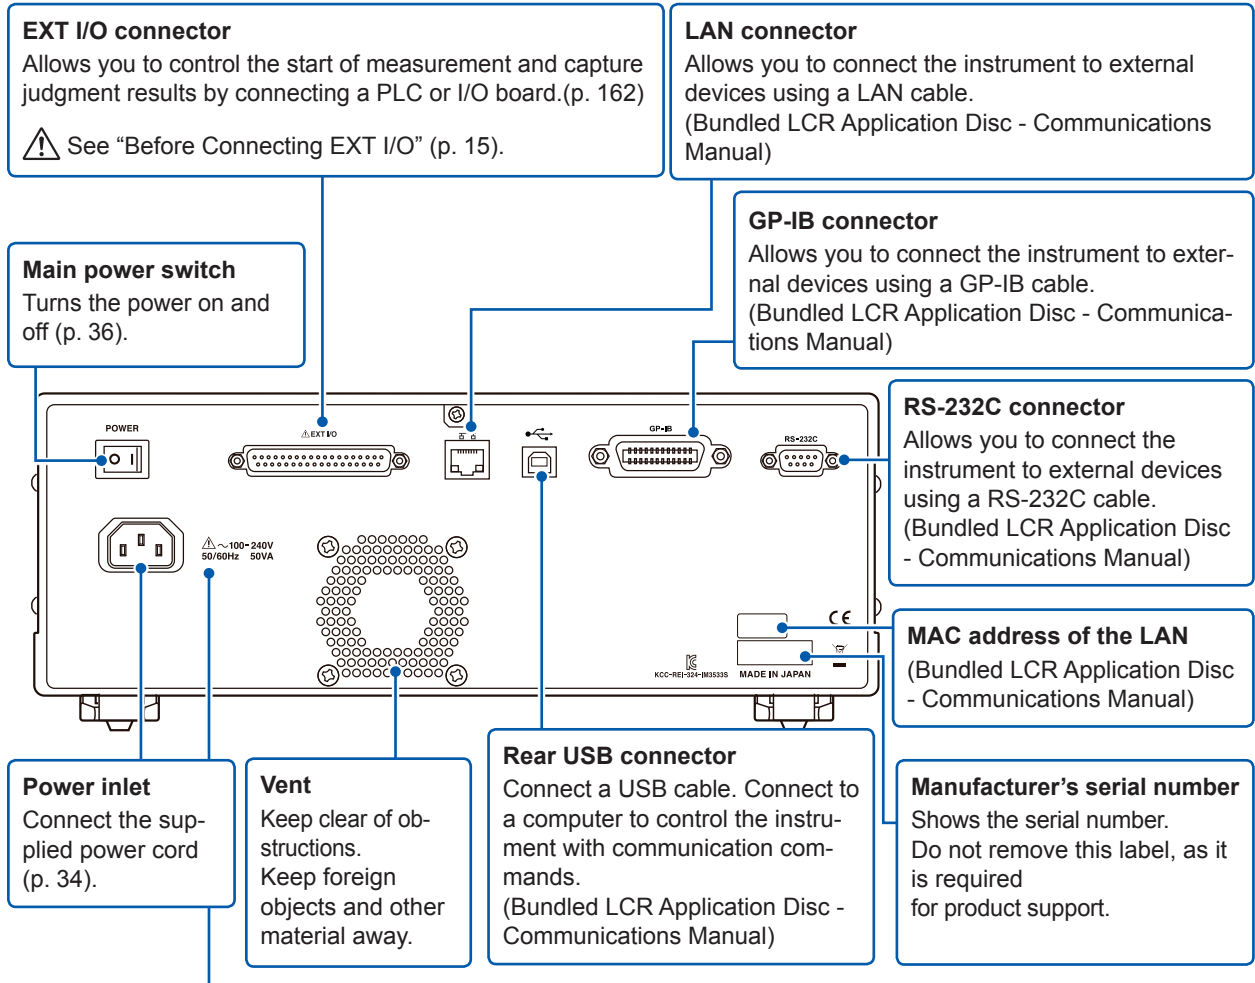 EXT I/O connector
Allows you to control the start of measurement and capture
judgment results by connecting a PLC or I/O board.(p. 162)
See “Before Connecting EXT I/O” (p. 15).
LAN connector
Allows you to connect the instrument to external
devices using a LAN cable.
(Bundled LCR Application Disc - Communications
Manual)
GP-IB connector
Allows you to connect the instrument to exter-
nal devices using a GP-IB cable.
(Bundled LCR Application Disc - Communica-
tions Manual)
Main power switch
Turns the power on and
off (p. 36).
RS-232C connector
Allows you to connect the
instrument to external devices
using a RS-232C cable.
(Bundled LCR Application Disc
- Communications Manual)
POWER
EXT I/O
GP-IB
RS-232C
～100-240V
50/60Hz 50VA
CE
KCC-REI-324-IM3533S
MADE IN JAPAN
MAC address of the LAN
(Bundled LCR Application Disc
- Communications Manual)
Power inlet
Connect the sup-
plied power cord
(p. 34).
Vent
Keep clear of ob-
structions.
Keep foreign
objects and other
material away.
Rear USB connector
Connect a USB cable. Connect to
a computer to control the instru-
ment with communication com-
mands.
(Bundled LCR Application Disc -
Communications Manual)
Manufacturer’s serial number
Shows the serial number.
Do not remove this label, as it
is required
for product support.